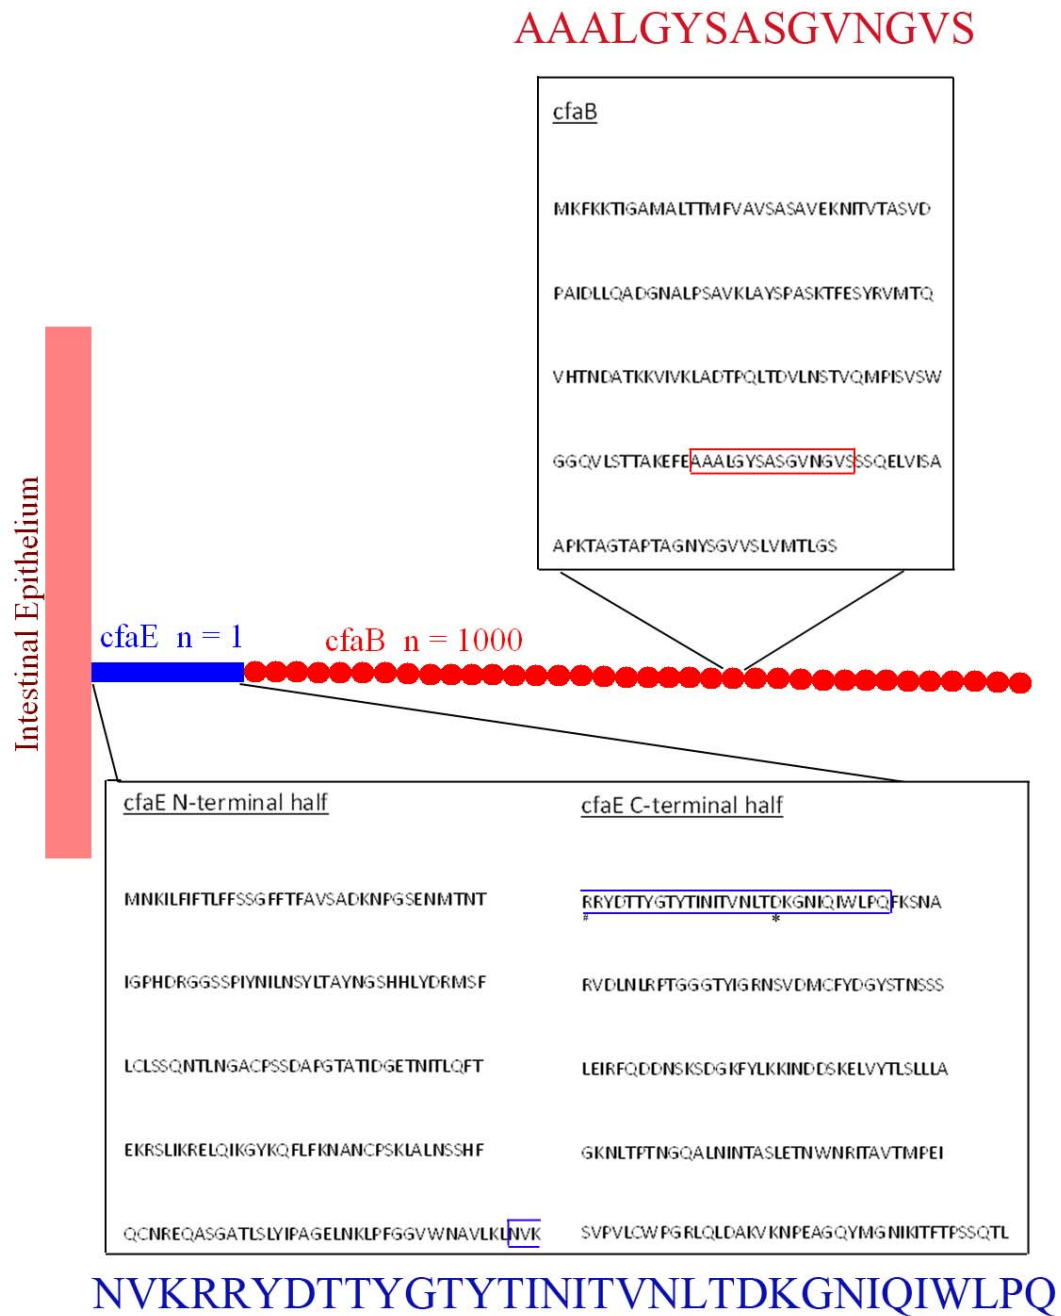 AAALGYSASGVNGVS
cfaB
MKFKKTIGAMALTTMFVAVSASAVEKNITVTASVD
PAIDLLQADGNALPSAVKLAYSPASKTFESYRVMTQ
VHTNDATKKVIVKLADTPQLTDVLNSTVQMPISVSW
GGQVLSTTAKEFEAAALGYSASGVNGVSSSQELVISA
APKTAGTAPTAGNYSGVVSLVMTLGS
Intestinal Epithelium
cfaE n = 1
cfaB n = 1000
cfaE N-terminal half
MNKILFIFTLFFSSGFFTFAVSADKNPGSENMTNT
IGPHDRGGSSPIYNILNSYLTAYNGSHHLYDRMSF
LCLSSQNTLNGACPSSDAPGTATIDGETNITLQFT
EKRSLIKRELQIKGYKQFLFKNANCPSKLALNSSHF
QCNREQASGATLSLYIPAGELNKLPFGGVWNAVLKLNVK
cfaE C-terminal half
RRYDTTYGTYTINITVNLTDKGNIQIWLPQFKSNA
# *
RVDLNLRPTGGGTYIGRNSVDMCFYDGYSTNSSS
LEIRFQDDNSKSDGKFYLKKINDDSKELVYTLSLLLA
GKNLTPTNGQALNINTASLETNWNRITAVTMPEI
SVPVLCWPGRLQLDAKVKNPEAGQYMGNIKITFTPSSQTL
NVKRRYDTTYGTYTINITVNLTDKGNIQIWLPQ